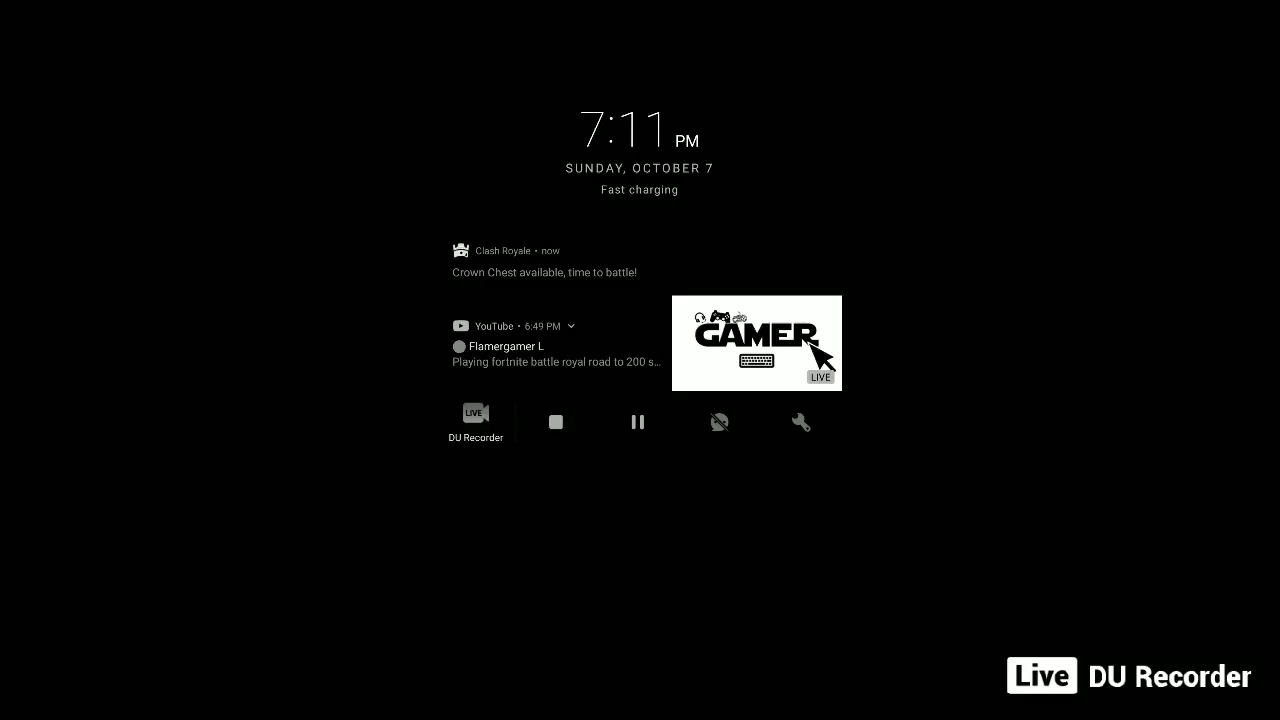 7:11 PM
SUNDAY, OCTOBER 7
Fast charging
Clash Royale • now
Crown Chest available, time to battle!
YouTube • 6:49 PM
Flamergamer L
Playing fortnite battle royal road to 200 s...
GAMER
LIVE
LIVE
DU Recorder
Live DU Recorder